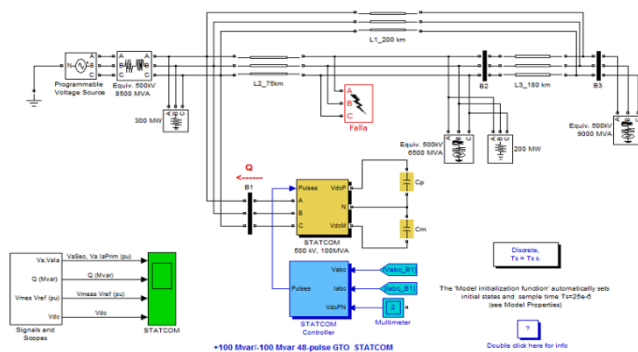 L1_200 km
A
B
C
N
A
B
C
A
B
C
Programmable
Voltage Source
Equiv. 500kV
8500 MVA
L2_75km
B2
L3_180 km
B3
A B C
300 MW
A
B
C
Falla
A B C
Equiv. 500kV
6500 MVA
A B C
200 MW
A B C
Equiv. 500kV
9000 MVA
Q
<------
B1
A
B
C
Pulses
A
B
C
VdcP
N
VdcM
STATCOM
500 kV, 100MVA
Cp
Cm
Va,VaIa
Q (Mvar)
Vmes Vref (pu)
Vdc
Signals and
Scopes
VaSec, Va IaPrim (pu)
Q (Mvar)
Vmeas Vref (pu)
Vdc
STATCOM
Pulses
Vabc
Iabc
VdcPN
STATCOM
Controller
Vabc_B1
Iabc_B1
2
Multimeter
Discrete,
Ts = Ts s.
The 'Model initialization function' automatically sets
initial states and sample time Ts=25e-6
(see Model Properties)
?
Double click here for info
+100 Mvar/-100 Mvar 48-pulse GTO STATCOM